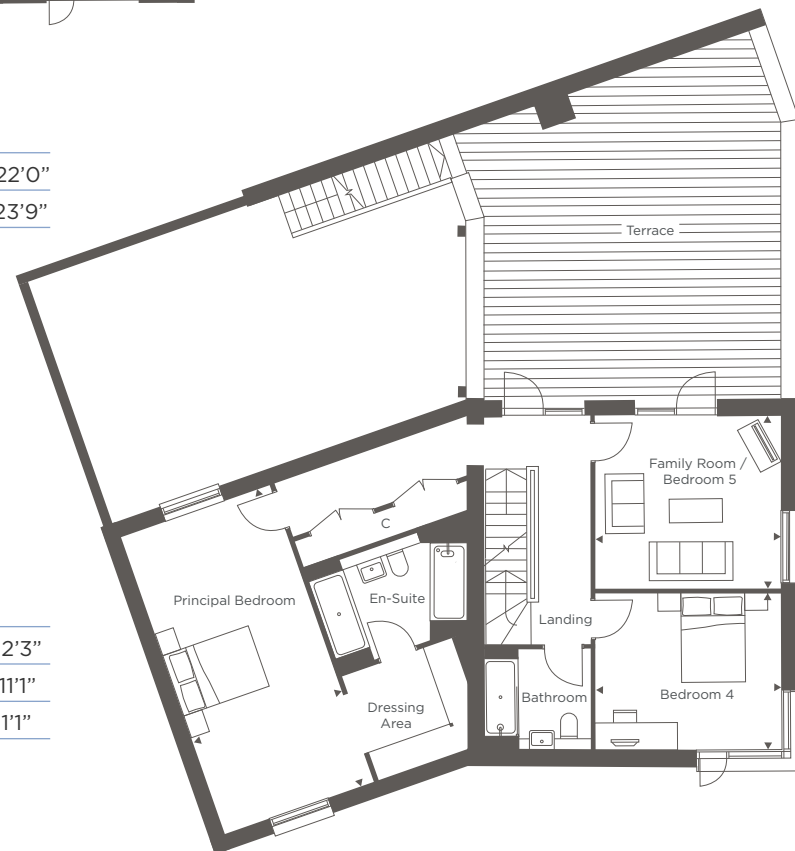 22'0”
23'9”
Terrace
Family Room /
Bedroom 5
C
Principal Bedroom
En-Suite
Landing
2'3”
11'1”
1'1”
Bathroom
Bedroom 4
Dressing
Area